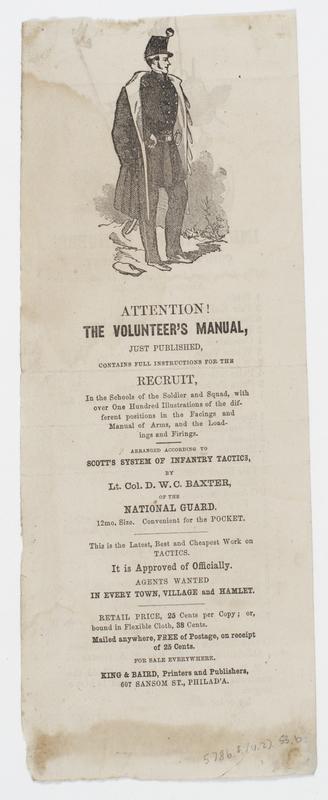 ATTENTION!
THE VOLUNTEER'S MANUAL,
JUST PUBLISHED,
CONTAINS FULL INSTRUCTIONS FOR THE
RECRUIT,
In the Schools of the Soldier and Squad, with
over One Hundred Illustrations of the dif-
ferent positions in the Facings and
Manual of Arms, and the Load-
ings and Firings.
ARRANGED ACCORDING TO
SCOTT'S SYSTEM OF INFANTRY TACTICS,
BY
Lt. Col. D. W. C. BAXTER,
OF THE
NATIONAL GUARD.
12mo. Size. Convenient for the POCKET.
This is the Latest, Best and Cheapest Work on
TACTICS.
It is Approved of Officially.
AGENTS WANTED
IN EVERY TOWN, VILLAGE and HAMLET.
RETAIL PRICE, 25 Cents per Copy; or,
bound in Flexible Cloth, 38 Cents.
Mailed anywhere, FREE of Postage, on receipt
of 25 Cents.
FOR SALE EVERYWHERE.
KING & BAIRD, Printers and Publishers,
607 SANSOM ST., PHILAD'A.